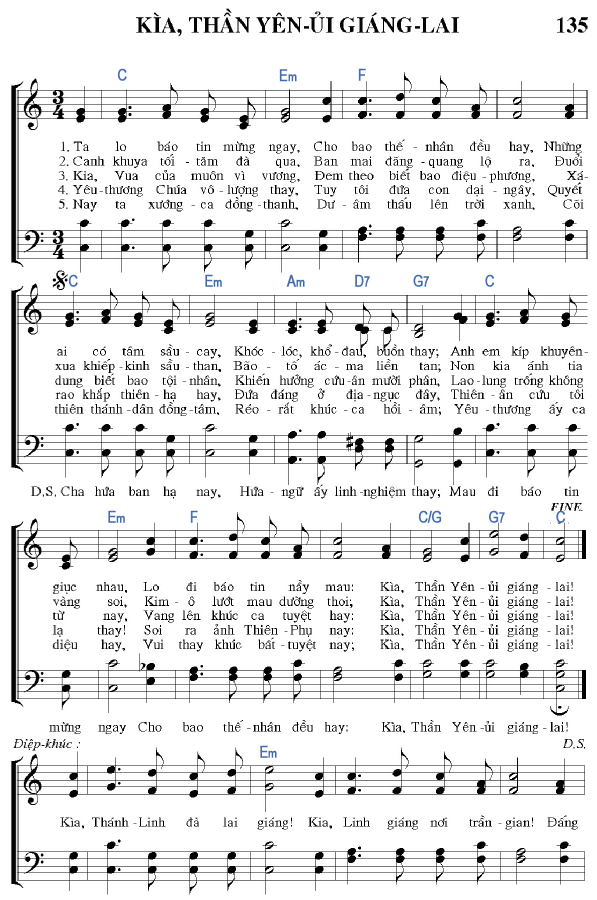 KÌA, THẦN YÊN-ỦI GIÁNG-LAI 135
C Em F
1. Ta lo báo tin mừng ngay, Cho bao thế-nhân đều hay, Những
2. Canh khuya tối-tăm đà qua, Ban mai đăng-quang lộ ra, Đuổi
3. Kìa, Vua của muôn vì vương, Đem theo biết bao điệu-phương, Xá-
4. Yêu-thương Chúa vô-lượng thay, Tuy tôi đứa con dại-ngây, Quyết
5. Nay ta xướng-ca đồng-thanh, Dư-âm thấu lên trời xanh, Cõi
C Em Am D7 G7 C
ai có tâm sầu-cay, Khóc-lóc, khổ-đau, buồn thay; Anh em kíp khuyên-
xua khiếp-kinh sầu-than, Bão-tố ác-ma liền tan; Non kia ánh tia
dung biết bao tội-nhân, Khiến hưởng cứu-ân mười phần, Lao-lung trống không
rao khắp thiên-hạ hay, Đứa đáng ở địa-ngục đây, Thiên-ân cứu tôi
thiên thánh-dân đồng-tâm, Réo-rắt khúc-ca hồi-âm; Yêu-thương ấy ca
D.S. Cha hứa ban hạ nay, Hứa-ngữ ấy linh-nghiệm thay; Mau đi báo tin
FINE.
Em F C/G G7 C
giục nhau, Lo đi báo tin nầy mau: Kìa, Thần Yên-ủi giáng-lai!
vàng soi, Kim-ô lướt mau dường thoi; Kìa, Thần Yên-ủi giáng-lai!
từ nay, Vang lên khúc ca tuyệt hay: Kìa, Thần Yên-ủi giáng-lai!
lạ thay! Soi ra ảnh Thiên-Phụ nay: Kìa, Thần Yên-ủi giáng-lai!
diệu hay, Vui thay khúc bất-tuyệt nay; Kìa, Thần Yên-ủi giáng-lai!
mừng ngay Cho bao thế-nhân đều hay: Kìa, Thần Yên-ủi giáng-lai!
Điệp-khúc : D.S.
Em
Kìa, Thánh-Linh đà lai giáng! Kìa, Linh giáng nơi trần-gian! Đấng